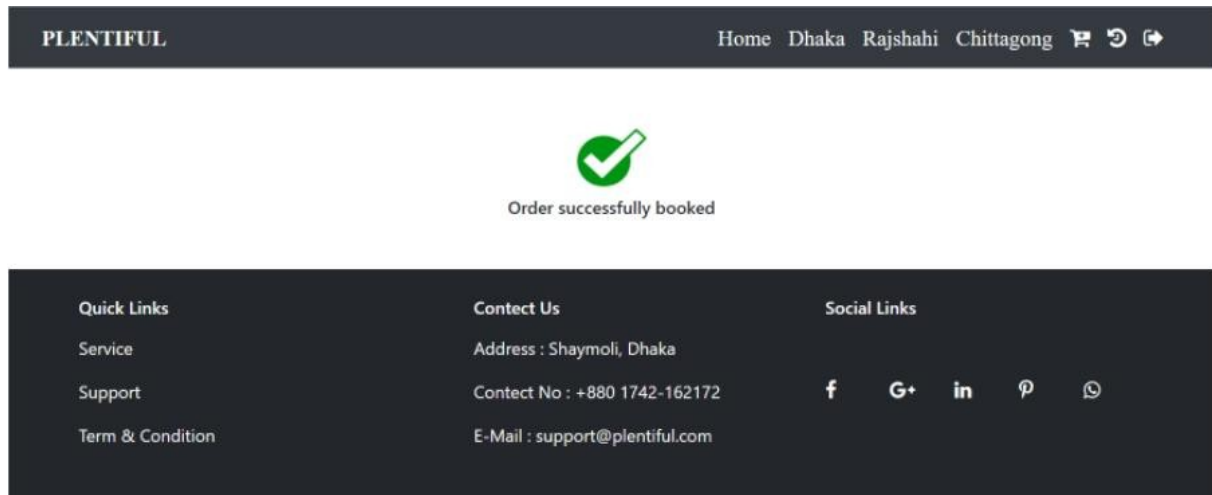 PLENTIFUL
Home Dhaka Rajshahi Chittagong
Order successfully booked
Quick Links
Service
Support
Term & Condition
Contect Us
Address : Shaymoli, Dhaka
Contect No : +880 1742-162172
E-Mail : support@plentiful.com
Social Links
f G+ in